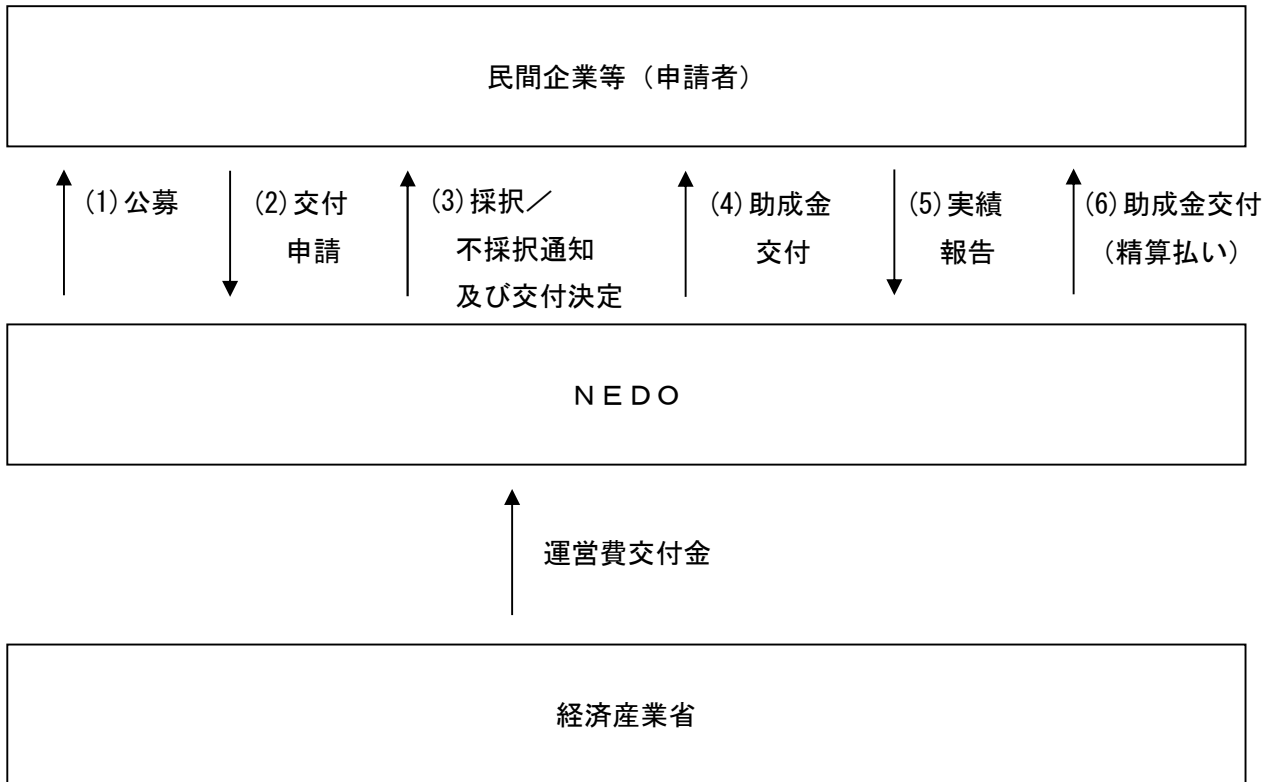 民間企業等（申請者）
(1)公募
(2)交付
申請
(3)採択／
不採択通知
及び交付決定
(4)助成金
交付
(5)実績
報告
(6)助成金交付
（精算払い）
ＮＥＤＯ
運営費交付金
経済産業省